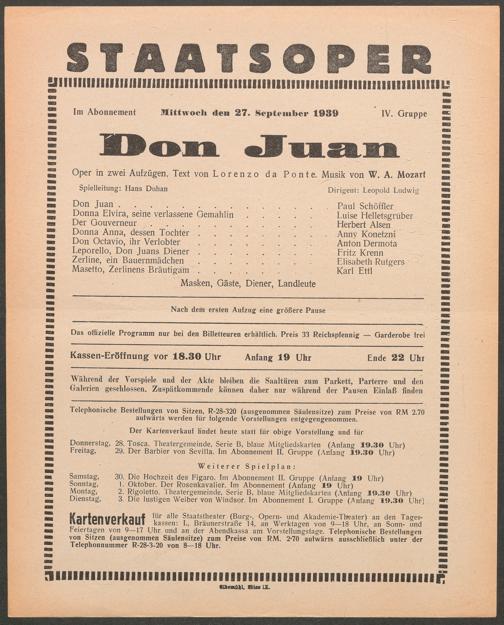 STAATSOPER
Im Abonnement Mittwoch den 27. September 1939 IV. Gruppe
Don Juan
Oper in zwei Aufzügen. Text von Lorenzo da Ponte. Musik von W. A. Mozart
Spielleitung: Hans Duhan Dirigent: Leopold Ludwig
Don Juan . . . . . . . . Paul Schöffler
Donna Elvira, seine verlassene Gemahlin . . . . . Luise Helletsgruber
Der Gouverneur . . . . . . . . Herbert Alsen
Donna Anna, dessen Tochter . . . . . . Anny Konetzni
Don Octavio, ihr Verlobter . . . . . . Anton Dermota
Leporello, Don Juans Diener . . . . . . Fritz Krenn
Zerline, ein Bauernmädchen . . . . . . Elisabeth Rutgers
Masetto, Zerlinens Bräutigam . . . . . . Karl Ettl
Masken, Gäste, Diener, Landleute
Nach dem ersten Aufzug eine größere Pause
Das offizielle Programm nur bei den Billetteuren erhältlich. Preis 33 Reichspfennig — Garderobe frei
Kassen-Eröffnung vor 18.30 Uhr Anfang 19 Uhr Ende 22 Uhr
Während der Vorspiele und der Akte bleiben die Saaltüren zum Parkett, Parterre und den
Galerien geschlossen. Zuspätkommende können daher nur während der Pausen Einlaß finden
Telephonische Bestellungen von Sitzen, R-28-320 (ausgenommen Säulensitze) zum Preise von RM 2.70
aufwärts werden für folgende Vorstellungen entgegengenommen.
Der Kartenverkauf findet heute statt für obige Vorstellung und für
Donnerstag, 28. Tosca. Theatergemeinde, Serie B, blaue Mitgliedskarten (Anfang 19.30 Uhr)
Freitag, 29. Der Barbier von Sevilla. Im Abonnement II. Gruppe (Anfang 19.30 Uhr)
Weiterer Spielplan:
Samstag, 30. Die Hochzeit des Figaro. Im Abonnement II. Gruppe (Anfang 19 Uhr)
Sonntag, 1. Oktober. Der Rosenkavalier. Im Abonnement (Anfang 19 Uhr)
Montag, 2. Rigoletto. Theatergemeinde, Serie B, blaue Mitgliedskarten (Anfang 19.30 Uhr)
Dienstag, 3. Die lustigen Weiber von Windsor. Im Abonnement I. Gruppe (Anfang 19.30 Uhr)
Kartenverkauf für alle Staatstheater (Burg-, Opern- und Akademie-Theater) an den Tages-
kassen: I., Bräunerstraße 14, an Werktagen von 9—18 Uhr, an Sonn- und
Feiertagen von 9—17 Uhr und an der Abendkassa am Vorstellungstage. Telephonische Bestellungen
von Sitzen (ausgenommen Säulensitze) zum Preise von RM. 2·70 aufwärts ausschließlich unter der
Telephonnummer R-28-3-20 von 8—18 Uhr.
Elbemühl, Wien IX.